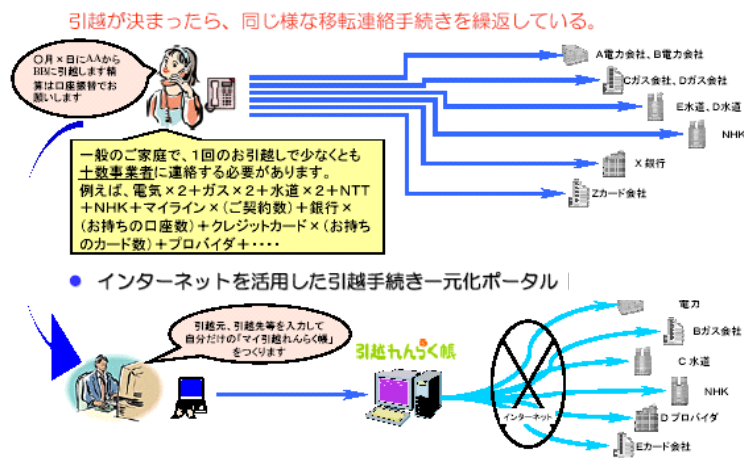 引越が決まったら、同じ様な移転連絡手続きを繰返している。
〇月×日にAAから
BBに引越します精
算は口座振替でお
願いします
A電力会社、B電力会社
Cガス会社、Dガス会社
E水道、D水道
NHK
X 銀行
Zカード会社
一般のご家庭で、1回のお引越しで少なくとも
十数事業者に連絡する必要があります。
例えば、電気×2＋ガス×2＋水道×2＋NTT
＋NHK＋マイライン×（ご契約数）＋銀行×
（お持ちの口座数）＋クレジットカード×（お持ち
のカード数）＋プロバイダ＋・・・・
● インターネットを活用した引越手続き一元化ポータル
引越元、引越先等を入力して
自分だけの「マイ引越れんらく帳」
をつくります
引越れんらく帳
インターネット
電力
Bガス会社
C 水道
NHK
D プロバイダ
Eカード会社